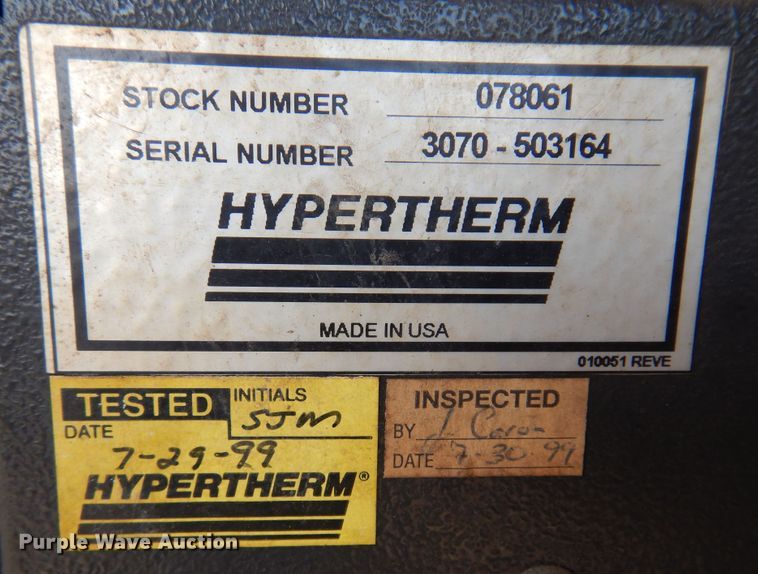 STOCK NUMBER 078061
SERIAL NUMBER 3070 - 503164
HYPERTHERM
MADE IN USA
010051 REVE
TESTED INITIALS SJM
DATE 7-29-99
HYPERTHERM®
INSPECTED
BY J. Caron
DATE 7-30 99
Purple Wave Auction